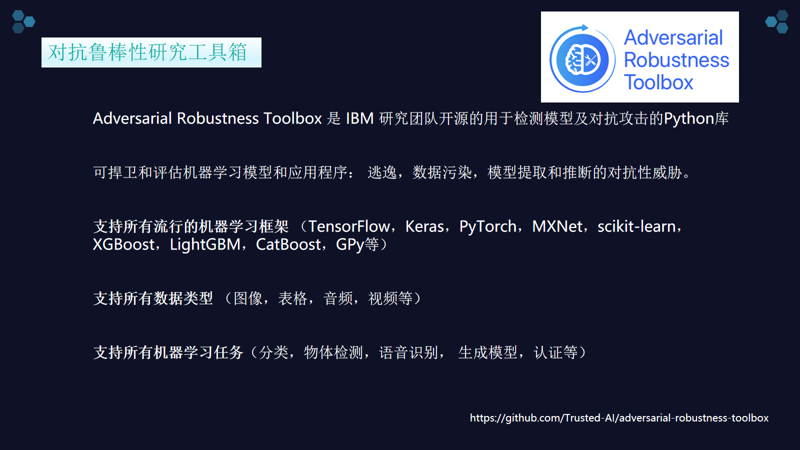 对抗鲁棒性研究工具箱
Adversarial
Robustness
Toolbox
Adversarial Robustness Toolbox 是 IBM 研究团队开源的用于检测模型及对抗攻击的Python库
可捍卫和评估机器学习模型和应用程序： 逃逸，数据污染，模型提取和推断的对抗性威胁。
支持所有流行的机器学习框架 （TensorFlow，Keras，PyTorch，MXNet，scikit-learn，
XGBoost，LightGBM，CatBoost，GPy等）
支持所有数据类型 （图像，表格，音频，视频等）
支持所有机器学习任务（分类，物体检测，语音识别， 生成模型，认证等）
https://github.com/Trusted-AI/adversarial-robustness-toolbox